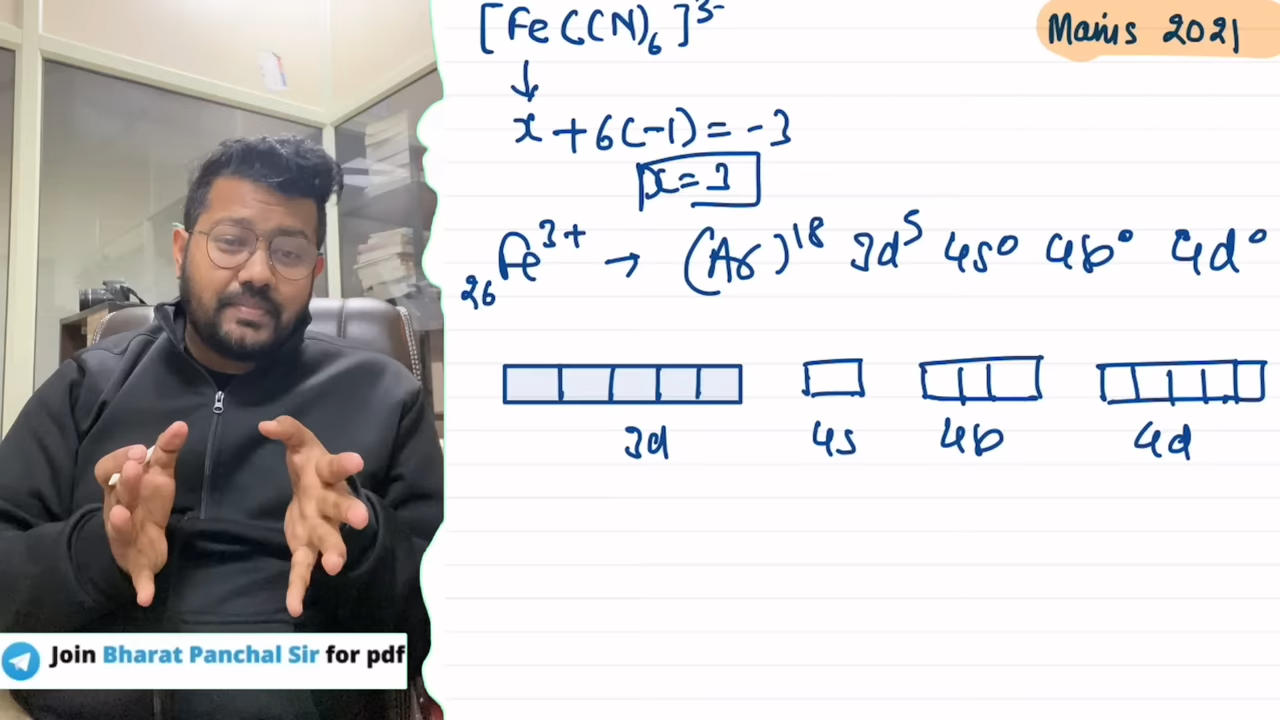 [Fe(CN)₆]³⁻
Mains 2021
↓
x + 6(-1) = -3
x = 3
₂₆Fe³⁺ → (Ar)¹⁸ 3d⁵ 4s⁰ 4p⁰ 4d⁰
3d 4s 4p 4d
Join Bharat Panchal Sir for pdf